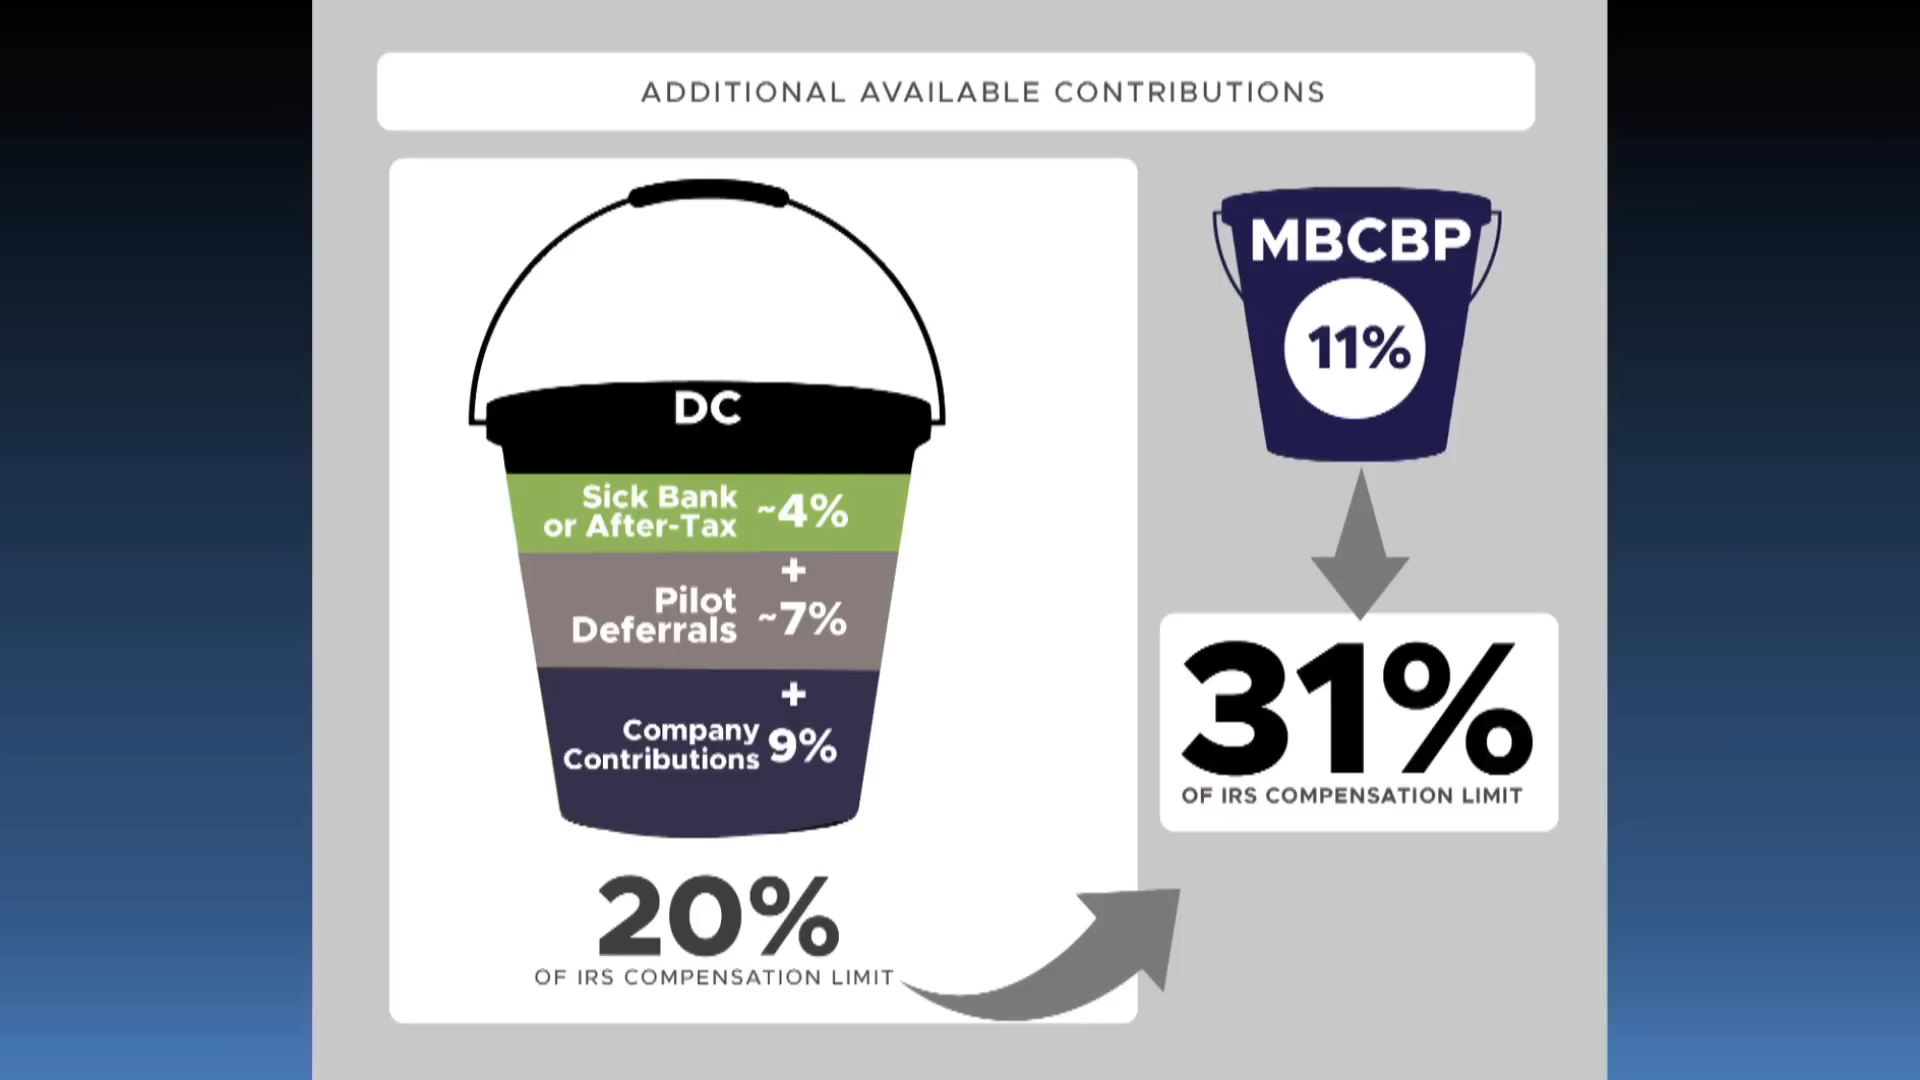 ADDITIONAL AVAILABLE CONTRIBUTIONS
DC
Sick Bank
or After-Tax
~4%
+
Pilot
Deferrals
~7%
+
Company
Contributions
9%
20%
OF IRS COMPENSATION LIMIT
MBCBP
11%
31%
OF IRS COMPENSATION LIMIT